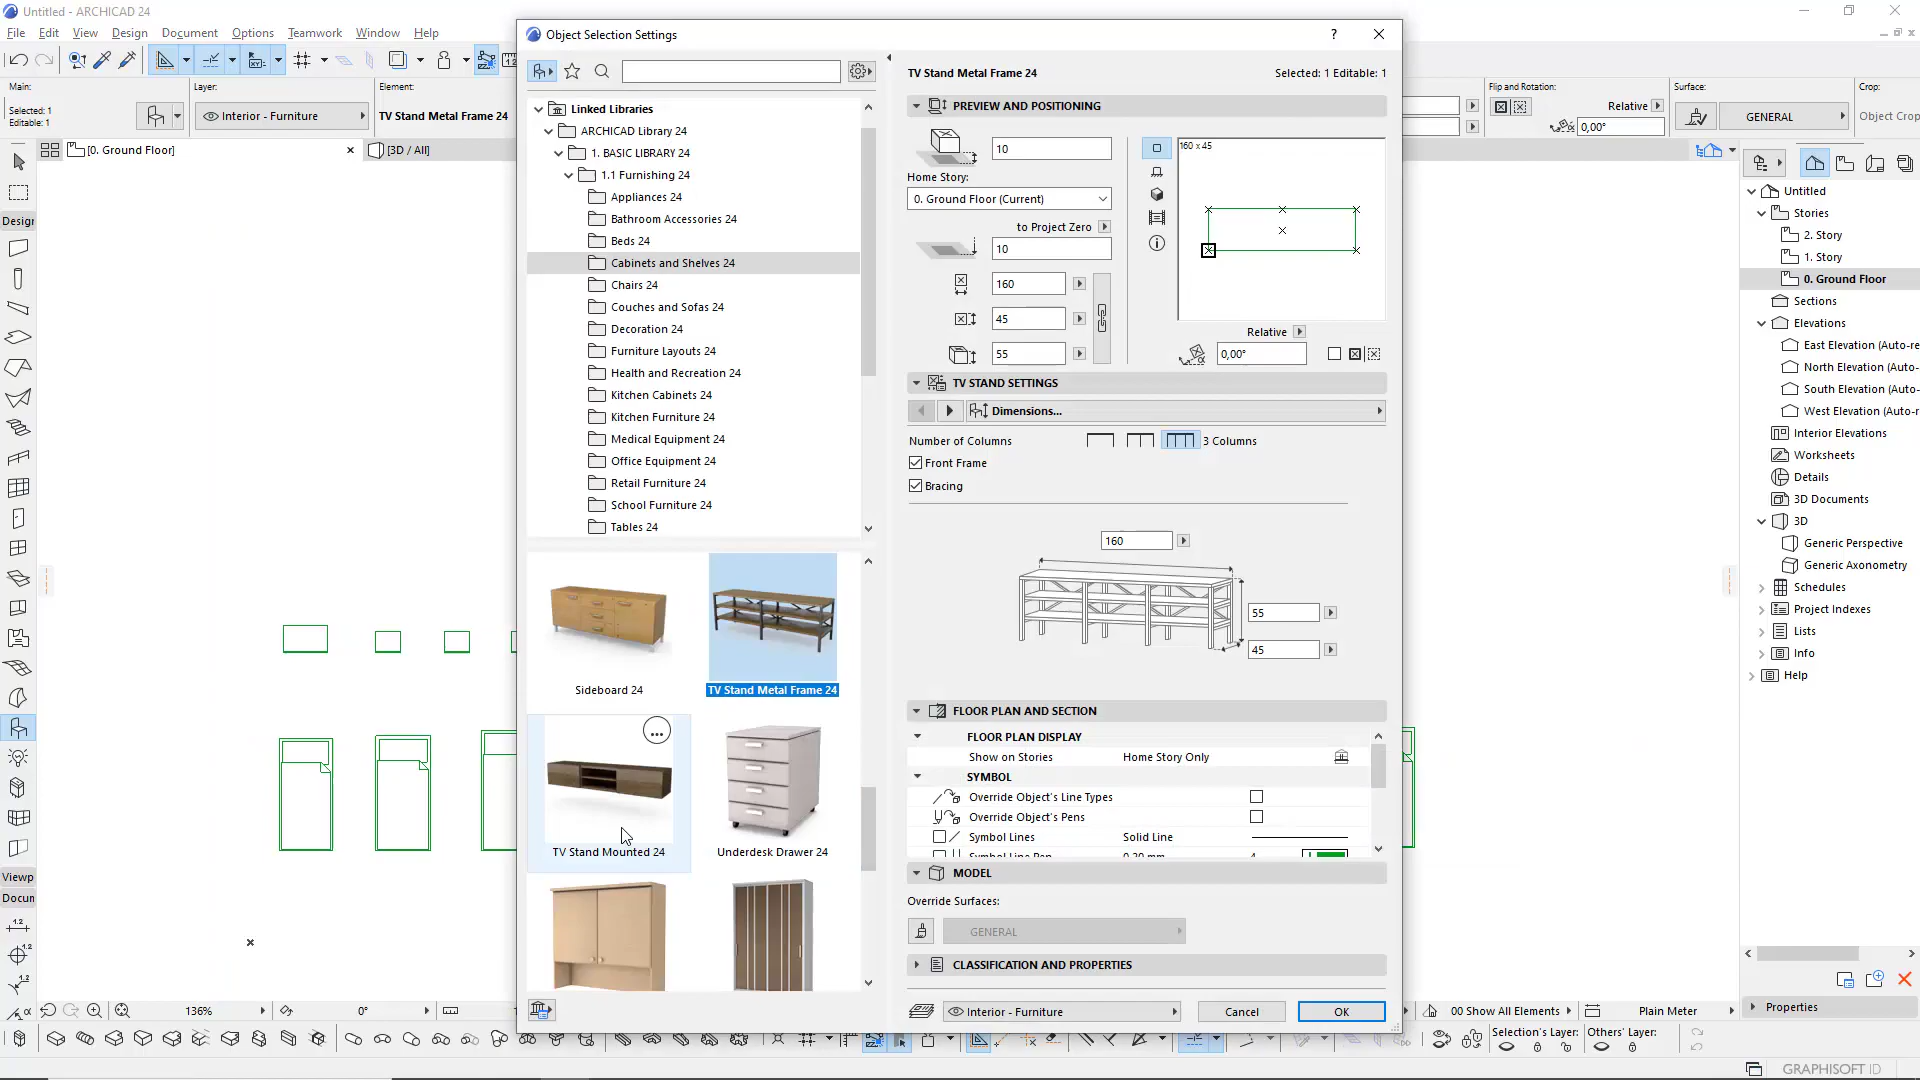 Untitled - ARCHICAD 24
File Edit View Design Document Options Teamwork Window Help
Main:
Selected: 1
Editable: 1
Layer:
Interior - Furniture
Element:
TV Stand Metal Frame 24
[0. Ground Floor]
[3D / All]
Design
Viewp
Docun
136%
0°
Object Selection Settings
?
Linked Libraries
ARCHICAD Library 24
1. BASIC LIBRARY 24
1.1 Furnishing 24
Appliances 24
Bathroom Accessories 24
Beds 24
Cabinets and Shelves 24
Chairs 24
Couches and Sofas 24
Decoration 24
Furniture Layouts 24
Health and Recreation 24
Kitchen Cabinets 24
Kitchen Furniture 24
Medical Equipment 24
Office Equipment 24
Retail Furniture 24
School Furniture 24
Tables 24
Sideboard 24
TV Stand Metal Frame 24
TV Stand Mounted 24
Underdesk Drawer 24
TV Stand Metal Frame 24
Selected: 1 Editable: 1
PREVIEW AND POSITIONING
10
Home Story:
0. Ground Floor (Current)
to Project Zero
10
160
45
55
160 x 45
Relative
0,00°
TV STAND SETTINGS
Dimensions...
Number of Columns
3 Columns
Front Frame
Bracing
160
55
45
FLOOR PLAN AND SECTION
FLOOR PLAN DISPLAY
Show on Stories Home Story Only
SYMBOL
Override Object's Line Types
Override Object's Pens
Symbol Lines Solid Line
Symbol Line Pen 0.20 mm 4
MODEL
Override Surfaces:
GENERAL
CLASSIFICATION AND PROPERTIES
Interior - Furniture
Cancel
OK
Flip and Rotation:
Relative
0,00°
Surface:
GENERAL
Crop:
Object Crop
Untitled
Stories
2. Story
1. Story
0. Ground Floor
Sections
Elevations
East Elevation (Auto-re
North Elevation (Auto-
South Elevation (Auto-
West Elevation (Auto-r
Interior Elevations
Worksheets
Details
3D Documents
3D
Generic Perspective
Generic Axonometry
Schedules
Project Indexes
Lists
Info
Help
Properties
00 Show All Elements
Plain Meter
Selection's Layer:
Others' Layer:
GRAPHISOFT ID